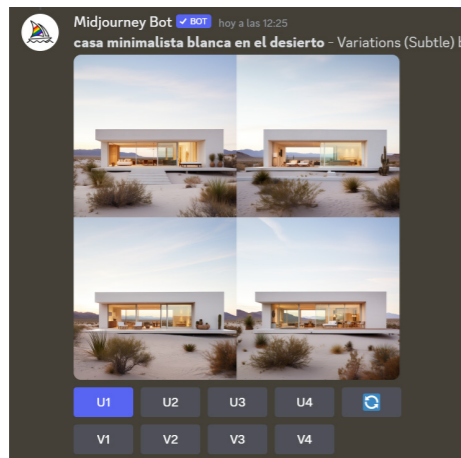 Midjourney Bot ✓ BOT hoy a las 12:25
casa minimalista blanca en el desierto - Variations (Subtle)
U1 U2 U3 U4
V1 V2 V3 V4